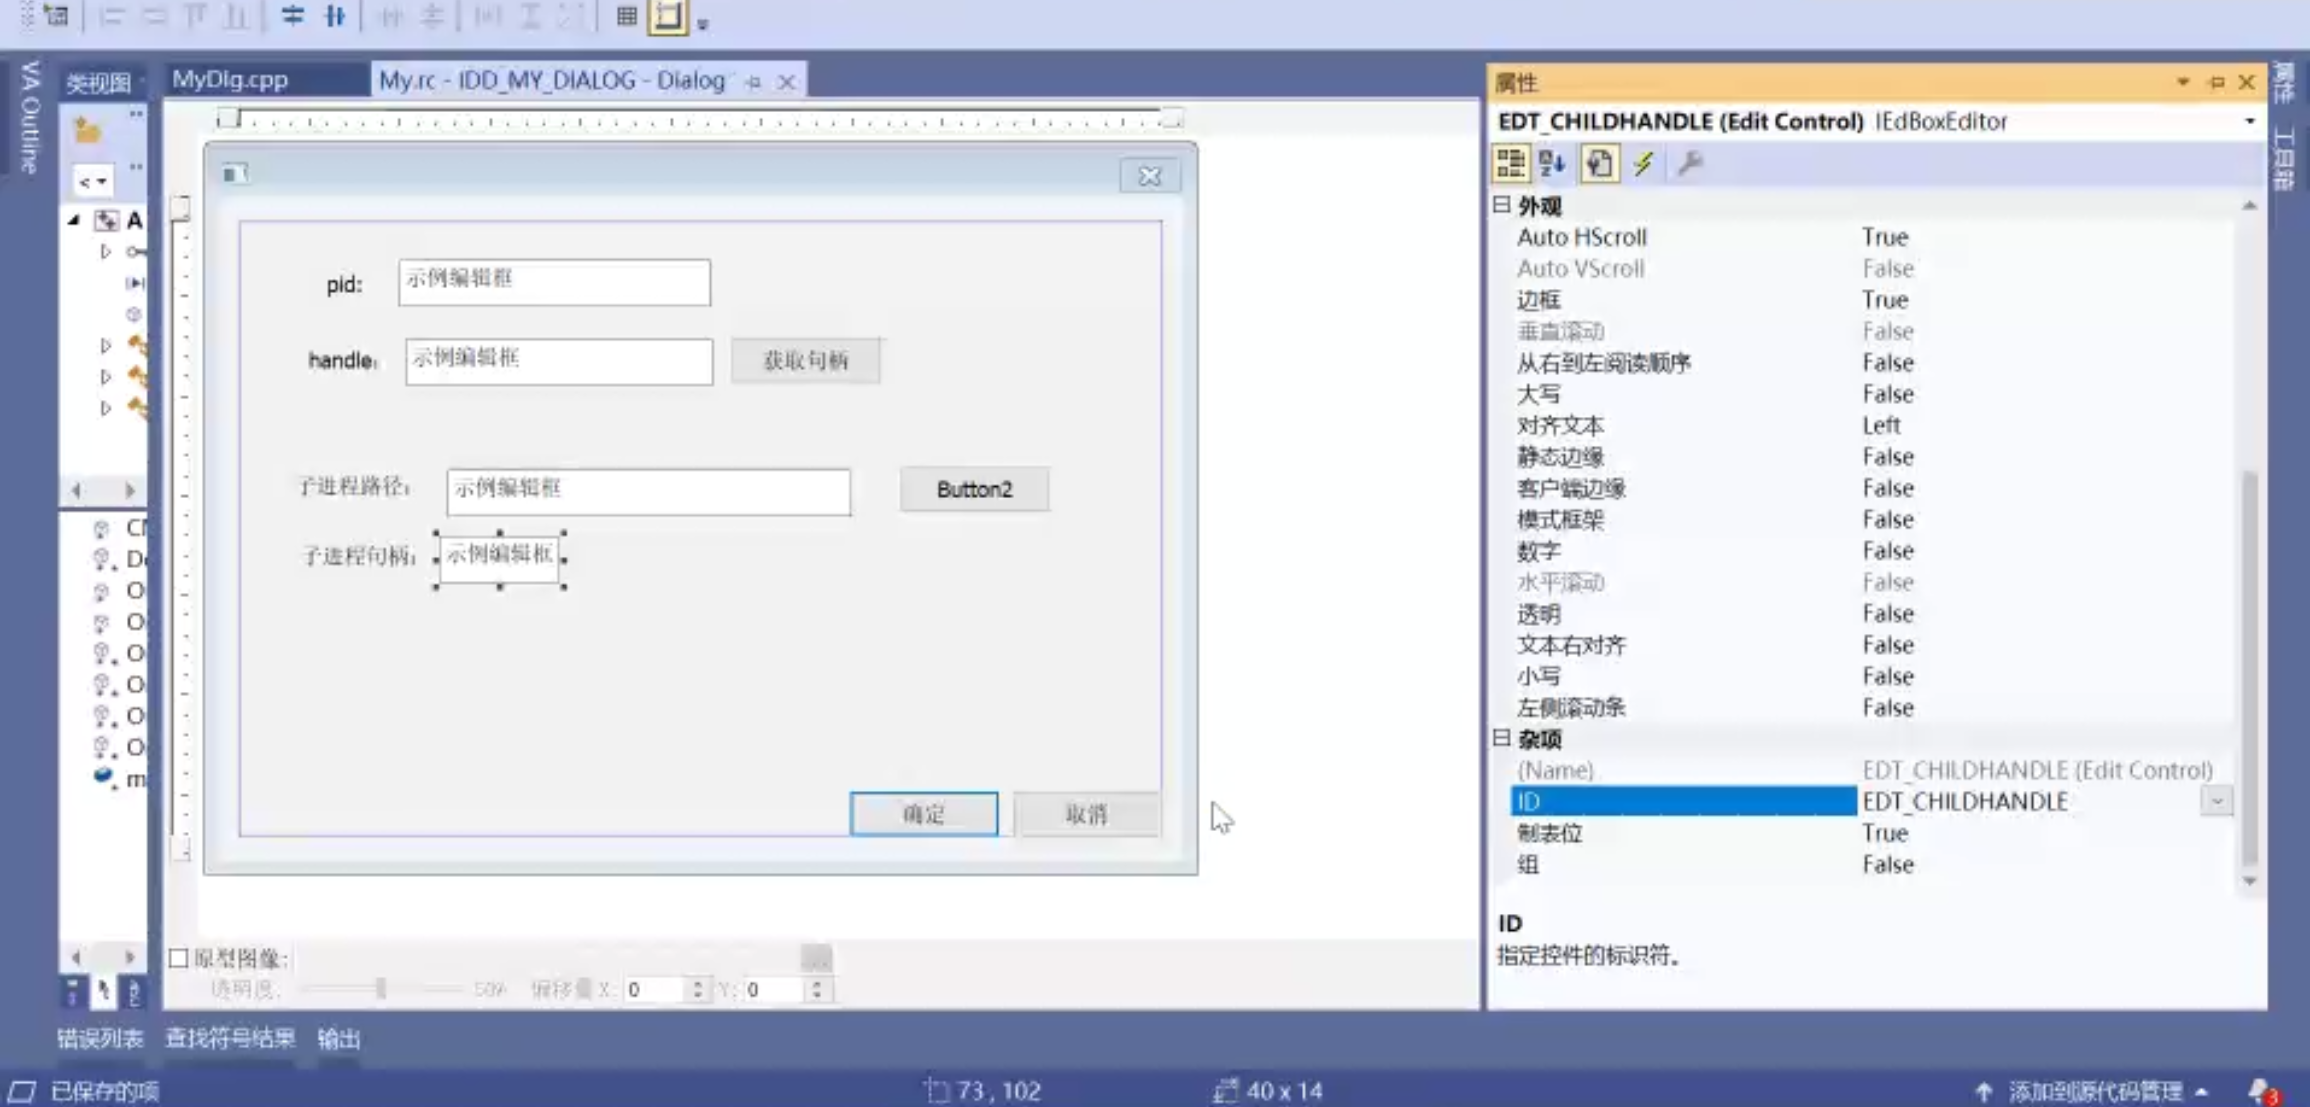 VA Outline
类视图
MyDlg.cpp
My.rc - IDD_MY_DIALOG - Dialog
A
pid:
示例编辑框
handle:
示例编辑框
获取句柄
子进程路径:
示例编辑框
Button2
子进程句柄:
示例编辑框
确定
取消
O
O
O
O
O
O
m
原型图像:
透明度:
50%
偏移量 X:
0
Y:
0
属性
EDT_CHILDHANDLE (Edit Control) IEdBoxEditor
外观
Auto HScroll True
Auto VScroll False
边框 True
垂直滚动 False
从右到左阅读顺序 False
大写 False
对齐文本 Left
静态边缘 False
客户端边缘 False
模式框架 False
数字 False
水平滚动 False
透明 False
文本右对齐 False
小写 False
左侧滚动条 False
杂项
(Name) EDT_CHILDHANDLE (Edit Control)
ID EDT_CHILDHANDLE
制表位 True
组 False
ID
指定控件的标识符。
属性
工具箱
错误列表
查找符号结果
输出
已保存的项
73 , 102
40 x 14
添加到源代码管理
3